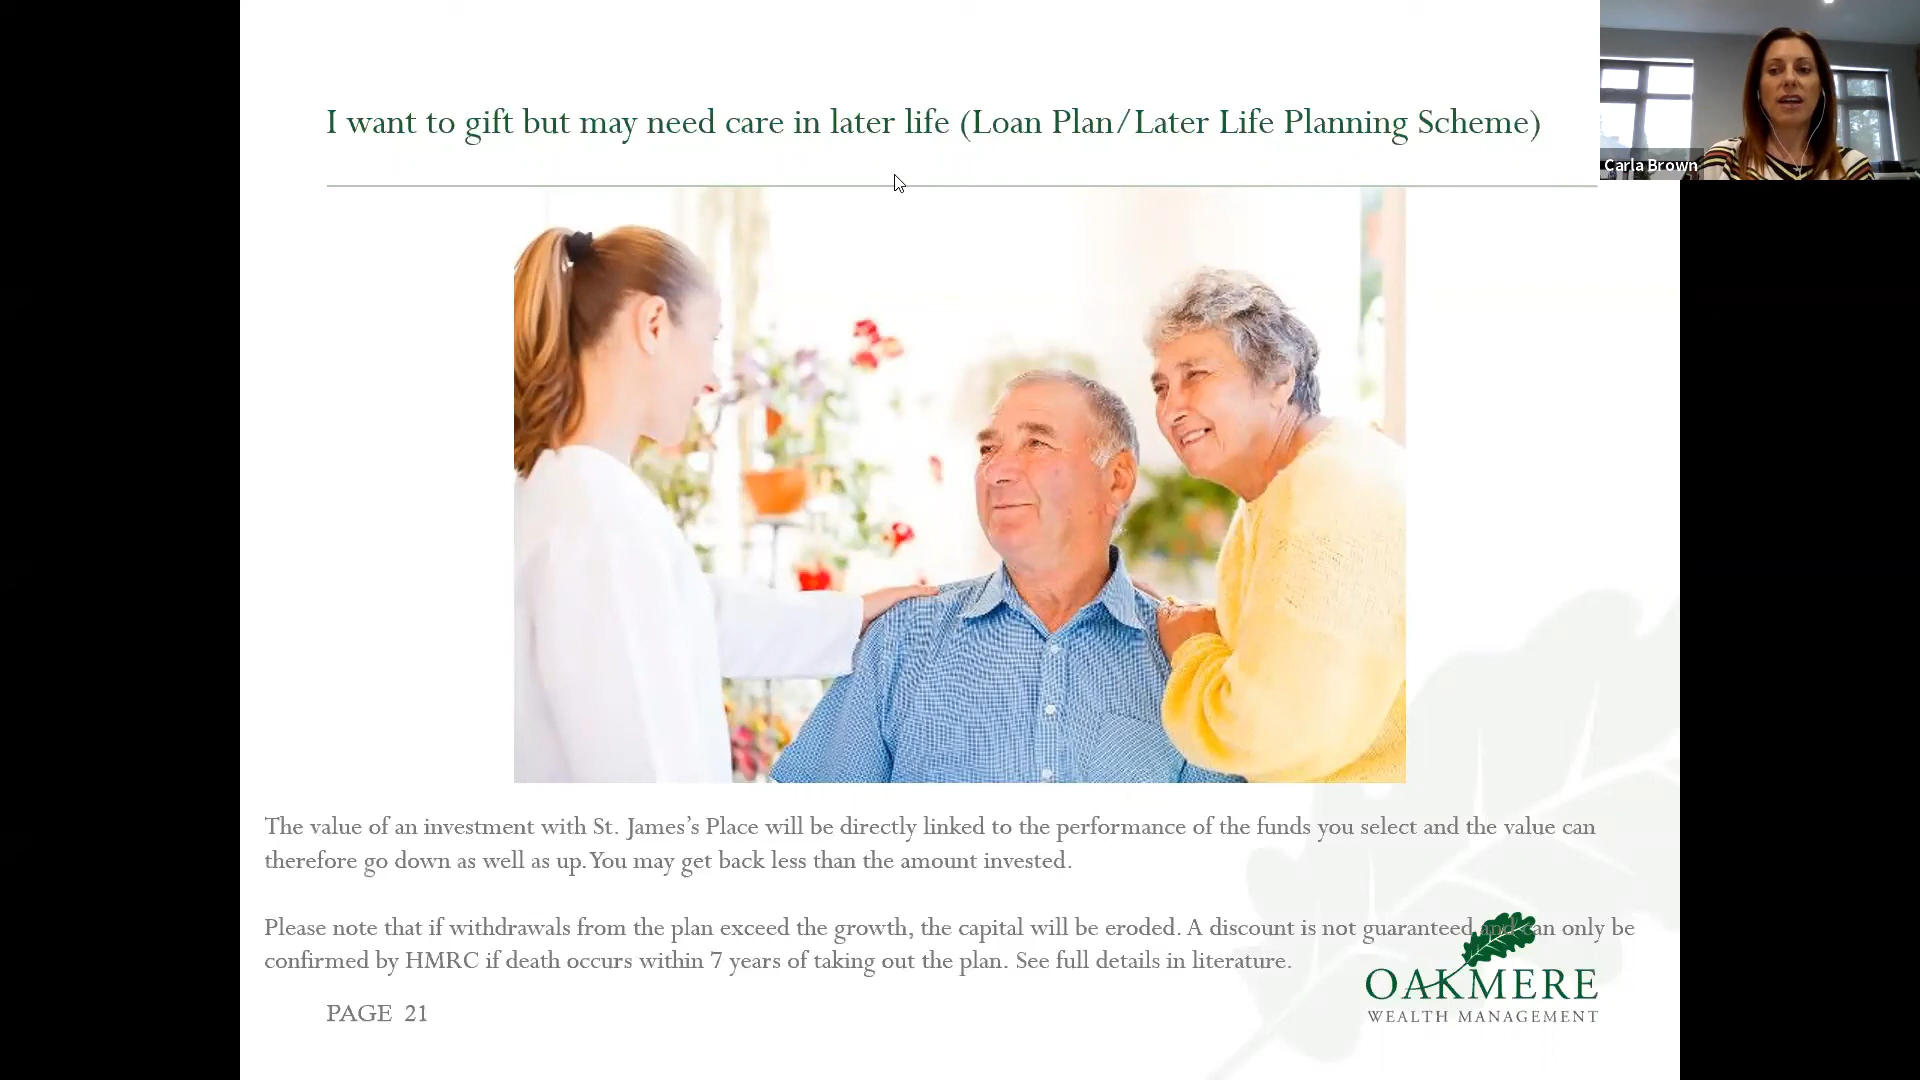 I want to gift but may need care in later life (Loan Plan/Later Life Planning Scheme)
Carla Brown
The value of an investment with St. James’s Place will be directly linked to the performance of the funds you select and the value can
therefore go down as well as up. You may get back less than the amount invested.
Please note that if withdrawals from the plan exceed the growth, the capital will be eroded. A discount is not guaranteed and can only be
confirmed by HMRC if death occurs within 7 years of taking out the plan. See full details in literature.
OAKMERE
WEALTH MANAGEMENT
PAGE 21